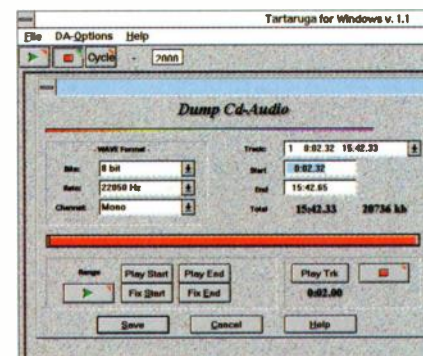 Tartaruga for Windows v. 1.1
File DA-Options Help
Cycle - 2000
Dump Cd-Audio
WAVE Format
Bits: 8 bit
Rate: 22050 Hz
Channel: Mono
Track: 1 0:02.32 15:42.33
Start 0:02.32
End 15:42.65
Total 15:42.33 20736 kb
Range
Play Start Play End
Fix Start Fix End
Play Trk
0:02.00
Save Cancel Help